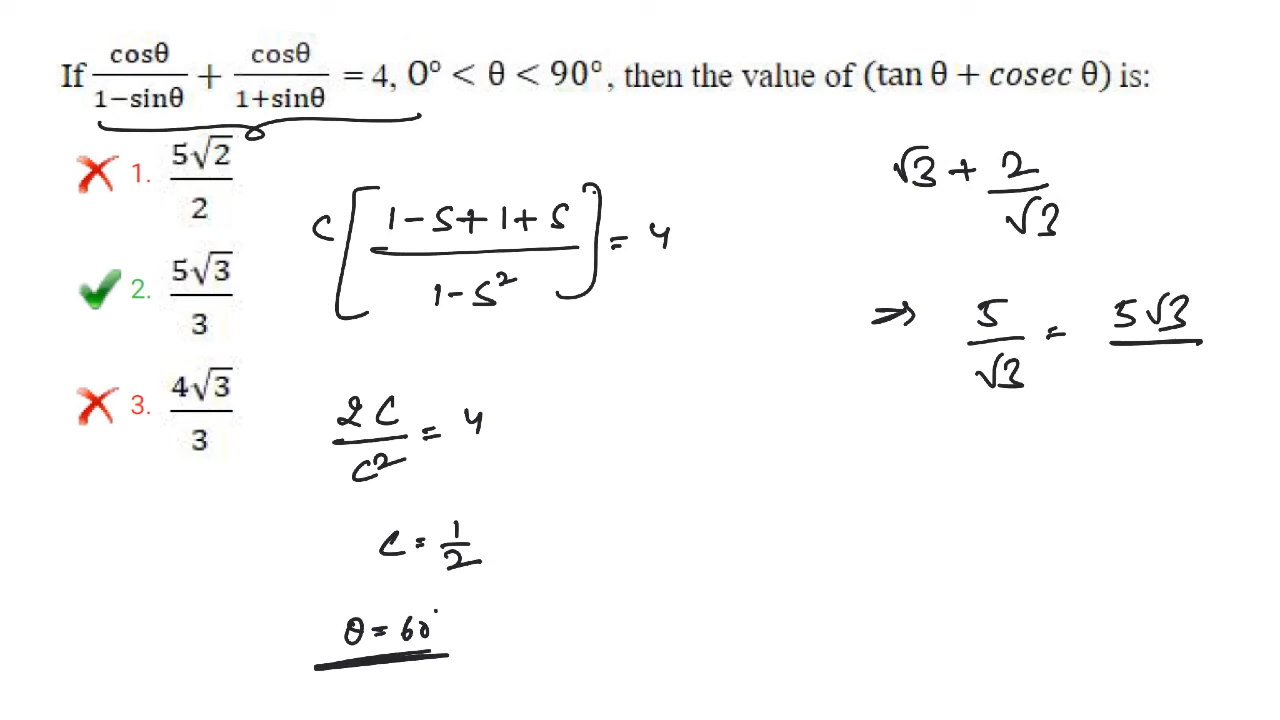 If cosθ/1−sinθ + cosθ/1+sinθ = 4, 0° < θ < 90°, then the value of (tan θ + cosec θ) is:
1. 5√2/2
2. 5√3/3
3. 4√3/3
c[1-s+1+s/1-s²] = 4
2c/c² = 4
c = 1/2
θ = 60°
√3 + 2/√3
⇒ 5/√3 = 5√3/